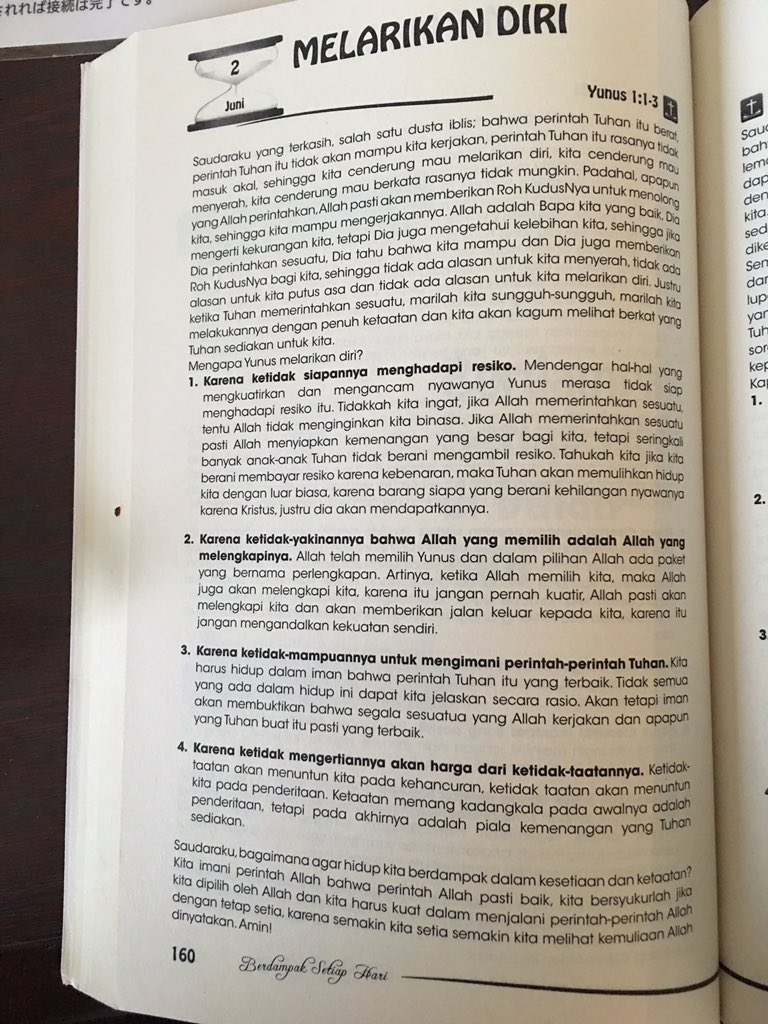 されれば接続は完了です。
MELARIKAN DIRI
2
Juni
Yunus 1:1-3
Saudaraku yang terkasih, salah satu dusta iblis; bahwa perintah Tuhan itu berat,
perintah Tuhan itu tidak akan mampu kita kerjakan, perintah Tuhan itu rasanya tidak
masuk akal, sehingga kita cenderung mau melarikan diri, kita cenderung mau
menyerah, kita cenderung mau berkata rasanya tidak mungkin. Padahal, apapun
yang Allah perintahkan, Allah pasti akan memberikan Roh KudusNya untuk menolong
kita, sehingga kita mampu mengerjakannya. Allah adalah Bapa kita yang baik, Dia
mengerti kekurangan kita, tetapi Dia juga mengetahui kelebihan kita, sehingga jika
Dia perintahkan sesuatu, Dia tahu bahwa kita mampu dan Dia juga memberikan
Roh KudusNya bagi kita, sehingga tidak ada alasan untuk kita menyerah, tidak ada
alasan untuk kita putus asa dan tidak ada alasan untuk kita melarikan diri. Justru
ketika Tuhan memerintahkan sesuatu, marilah kita sungguh-sungguh, marilah kita
melakukannya dengan penuh ketaatan dan kita akan kagum melihat berkat yang
Tuhan sediakan untuk kita.
Mengapa Yunus melarikan diri?
1. Karena ketidak siapannya menghadapi resiko. Mendengar hal-hal yang
mengkuatirkan dan mengancam nyawanya Yunus merasa tidak siap
menghadapi resiko itu. Tidakkah kita ingat, jika Allah memerintahkan sesuatu,
tentu Allah tidak menginginkan kita binasa. Jika Allah memerintahkan sesuatu
pasti Allah menyiapkan kemenangan yang besar bagi kita, tetapi seringkali
banyak anak-anak Tuhan tidak berani mengambil resiko. Tahukah kita jika kita
berani membayar resiko karena kebenaran, maka Tuhan akan memulihkan hidup
kita dengan luar biasa, karena barang siapa yang berani kehilangan nyawanya
karena Kristus, justru dia akan mendapatkannya.
2. Karena ketidak-yakinannya bahwa Allah yang memilih adalah Allah yang
melengkapinya. Allah telah memilih Yunus dan dalam pilihan Allah ada paket
yang bernama perlengkapan. Artinya, ketika Allah memilih kita, maka Allah
juga akan melengkapi kita, karena itu jangan pernah kuatir, Allah pasti akan
melengkapi kita dan akan memberikan jalan keluar kepada kita, karena itu
jangan mengandalkan kekuatan sendiri.
3. Karena ketidak-mampuannya untuk mengimani perintah-perintah Tuhan. Kita
harus hidup dalam iman bahwa perintah Tuhan itu yang terbaik. Tidak semua
yang ada dalam hidup ini dapat kita jelaskan secara rasio. Akan tetapi iman
akan membuktikan bahwa segala sesuatua yang Allah kerjakan dan apapun
yang Tuhan buat itu pasti yang terbaik.
4. Karena ketidak mengertiannya akan harga dari ketidak-taatannya. Ketidak-
taatan akan menuntun kita pada kehancuran, ketidak taatan akan menuntun
kita pada penderitaan. Ketaatan memang kadangkala pada awalnya adalah
penderitaan, tetapi pada akhirnya adalah piala kemenangan yang Tuhan
sediakan.
Saudaraku, bagaimana agar hidup kita berdampak dalam kesetiaan dan ketaatan?
Kita imani perintah Allah bahwa perintah Allah pasti baik, kita bersyukurlah jika
kita dipilih oleh Allah dan kita harus kuat dalam menjalani perintah-perintah Allah
dengan tetap setia, karena semakin kita setia semakin kita melihat kemuliaan Allah
dinyatakan. Amin!
160
Berdampak Setiap Hari
1.
2.
3.